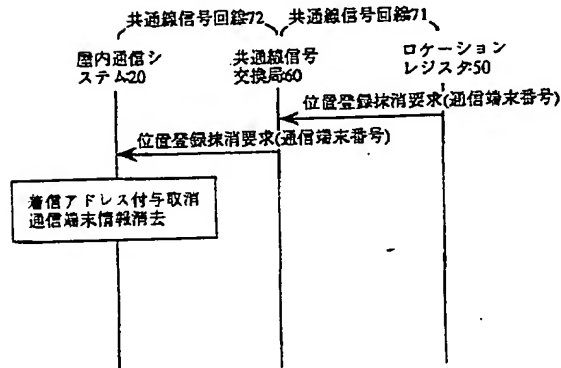 共通線信号回線72
共通線信号回線71
屋内通信シ
ステム20
共通線信号
交換局60
ロケーション
レジスタ50
位置登録抹消要求(通信端末番号)
位置登録抹消要求(通信端末番号)
着信アドレス付与取消
通信端末情報消去